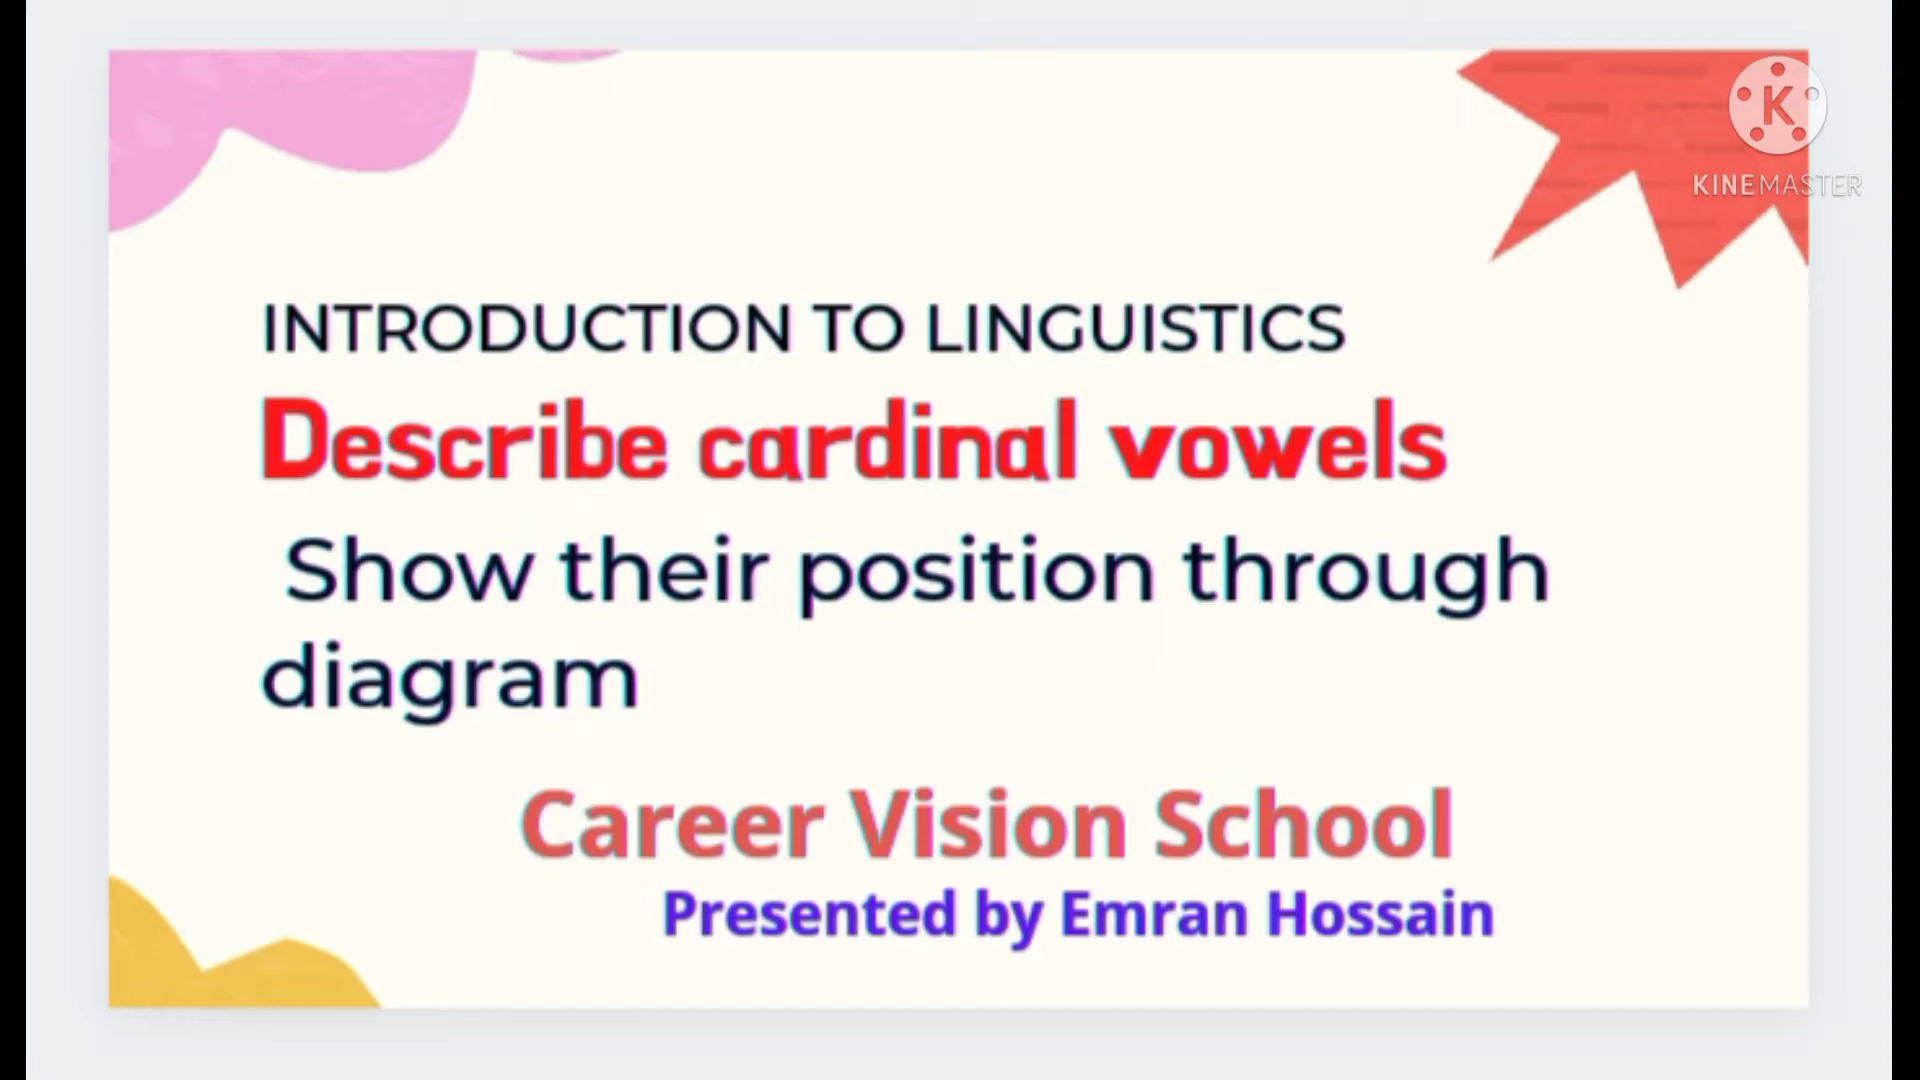 K
KINEMASTER
INTRODUCTION TO LINGUISTICS
Describe cardinal vowels
Show their position through
diagram
Career Vision School
Presented by Emran Hossain